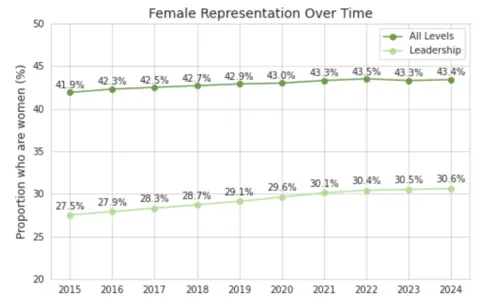 Female Representation Over Time
All Levels
Leadership
Proportion who are women (%)
50
45
40
35
30
25
20
41.9% 42.3% 42.5% 42.7% 42.9% 43.0% 43.3% 43.5% 43.3% 43.4%
27.5% 27.9% 28.3% 28.7% 29.1% 29.6% 30.1% 30.4% 30.5% 30.6%
2015 2016 2017 2018 2019 2020 2021 2022 2023 2024